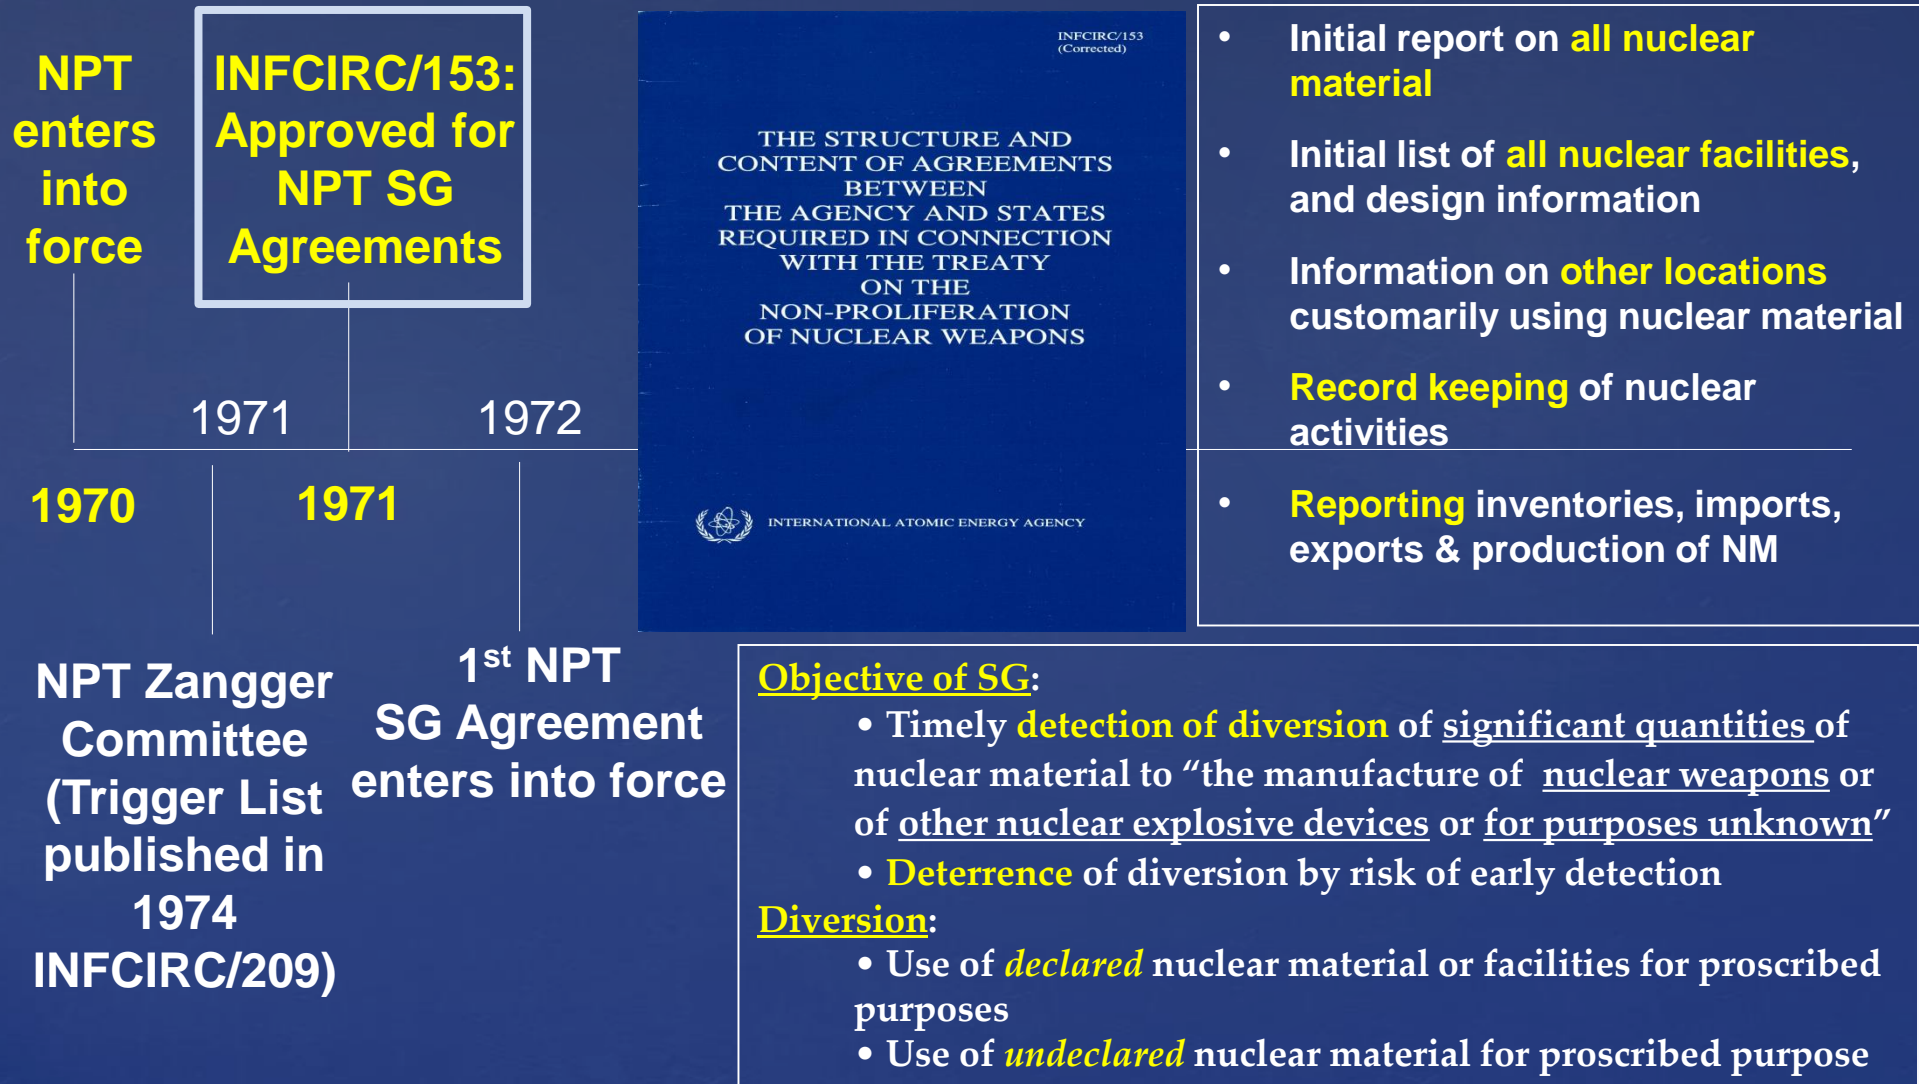 NPT
enters
into
force
INFCIRC/153:
Approved for
NPT SG
Agreements
1971
1972
1970
1971
NPT Zangger
Committee
(Trigger List
published in
1974
INFCIRC/209)
1st NPT
SG Agreement
enters into force
INFCIRC/153
(Corrected)
THE STRUCTURE AND
CONTENT OF AGREEMENTS
BETWEEN
THE AGENCY AND STATES
REQUIRED IN CONNECTION
WITH THE TREATY
ON THE
NON-PROLIFERATION
OF NUCLEAR WEAPONS
INTERNATIONAL ATOMIC ENERGY AGENCY
• Initial report on all nuclear
material
• Initial list of all nuclear facilities,
and design information
• Information on other locations
customarily using nuclear material
• Record keeping of nuclear
activities
• Reporting inventories, imports,
exports & production of NM
Objective of SG:
• Timely detection of diversion of significant quantities of
nuclear material to “the manufacture of nuclear weapons or
of other nuclear explosive devices or for purposes unknown”
• Deterrence of diversion by risk of early detection
Diversion:
• Use of declared nuclear material or facilities for proscribed
purposes
• Use of undeclared nuclear material for proscribed purpose